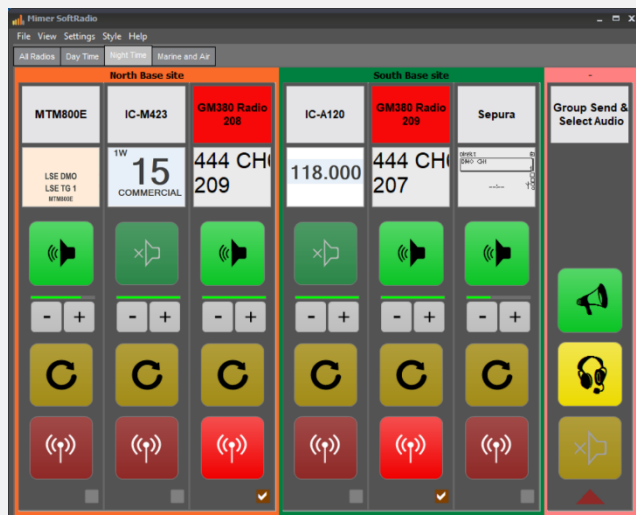 Mimer SoftRadio
File View Settings Style Help
All Radios Day Time Night Time Marine and Air
North Base site
South Base site
-
MTM800E
IC-M423
GM380 Radio
208
IC-A120
GM380 Radio
209
Sepura
Group Send &
Select Audio
LSE DMO
LSE TG 1
MTM800E
1W
15
COMMERCIAL
444 CH
209
118.000
444 CH
207
DMO CH
- +
- +
- +
- +
- +
- +